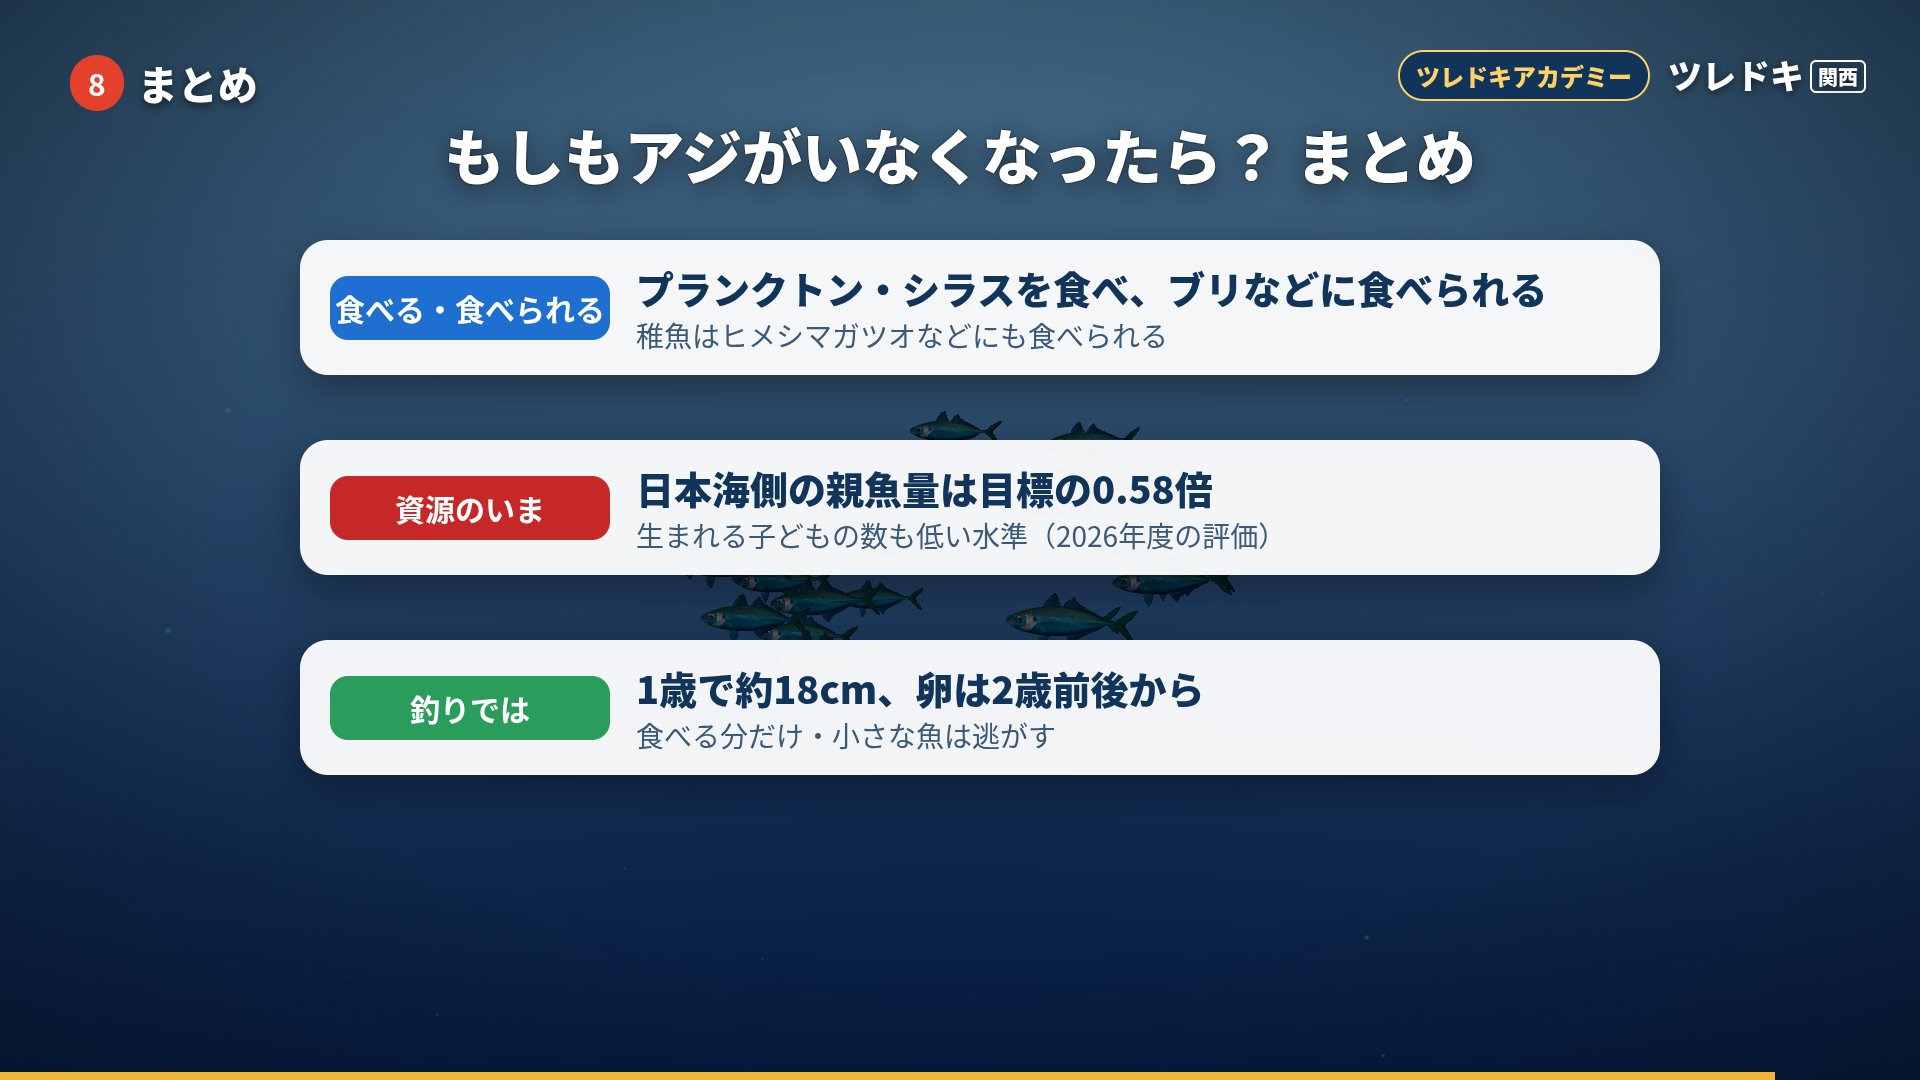 8 まとめ
ツレドキアカデミー ツレドキ 関西
もしもアジがいなくなったら？ まとめ
食べる・食べられる
プランクトン・シラスを食べ、ブリなどに食べられる
稚魚はヒメシマガツオなどにも食べられる
資源のいま
日本海側の親魚量は目標の0.58倍
生まれる子どもの数も低い水準（2026年度の評価）
釣りでは
1歳で約18cm、卵は2歳前後から
食べる分だけ・小さな魚は逃がす